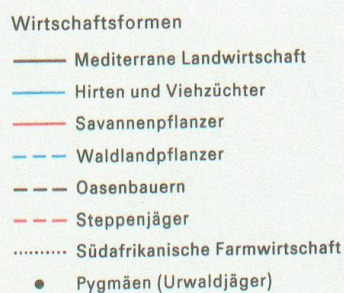 Wirtschaftsformen
Mediterrane Landwirtschaft
Hirten und Viehzüchter
Savannenpflanzer
Waldlandpflanzer
Oasenbauern
Steppenjäger
Südafrikanische Farmwirtschaft
Pygmäen (Urwaldjäger)